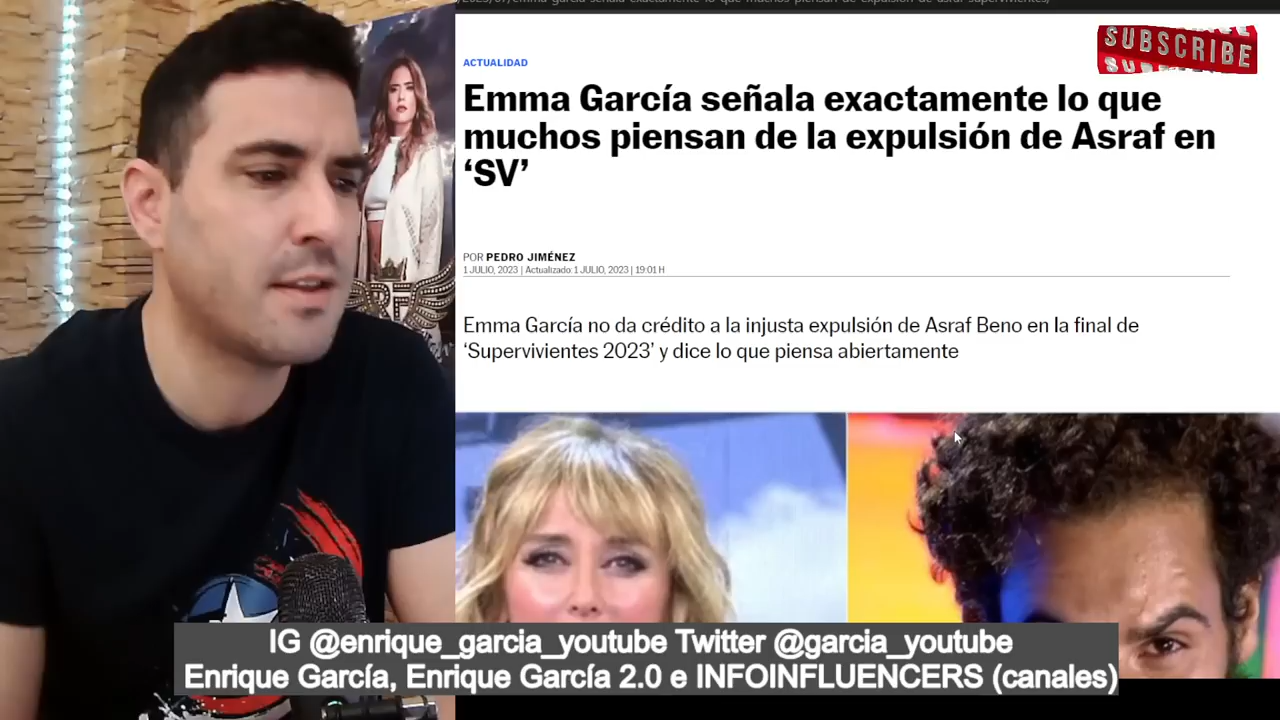 SUBSCRIBE
ACTUALIDAD
Emma García señala exactamente lo que
muchos piensan de la expulsión de Asraf en
‘SV’
POR PEDRO JIMÉNEZ
1 JULIO, 2023 | Actualizado: 1 JULIO, 2023 | 19:01 H
Emma García no da crédito a la injusta expulsión de Asraf Beno en la final de
‘Supervivientes 2023’ y dice lo que piensa abiertamente
IG @enrique_garcia_youtube Twitter @garcia_youtube
Enrique García, Enrique García 2.0 e INFOINFLUENCERS (canales)